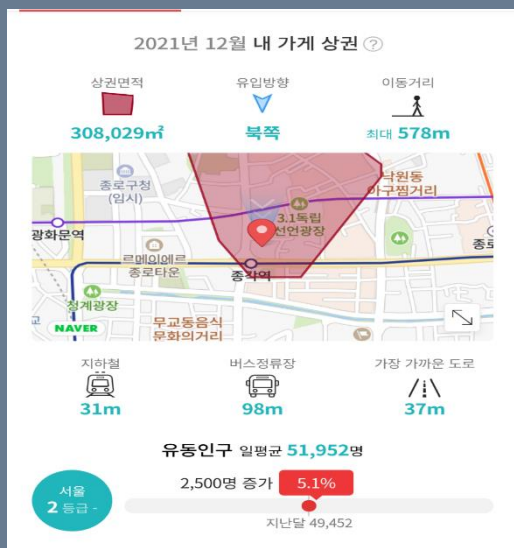 2021년 12월 내 가게 상권 ?
상권면적
유입방향
이동거리
308,029㎡
북쪽
최대 578m
종로구청
(임시)
낙원동
아구찜거리
3.1독립
선언광장
광화문역
르메이에르
종로타운
종로
종각역
청계광장
NAVER
무교동음식
문화의거리
지하철
버스정류장
가장 가까운 도로
31m
98m
37m
유동인구 일평균 51,952명
2,500명 증가 5.1%
서울
2 등급 -
지난달 49,452